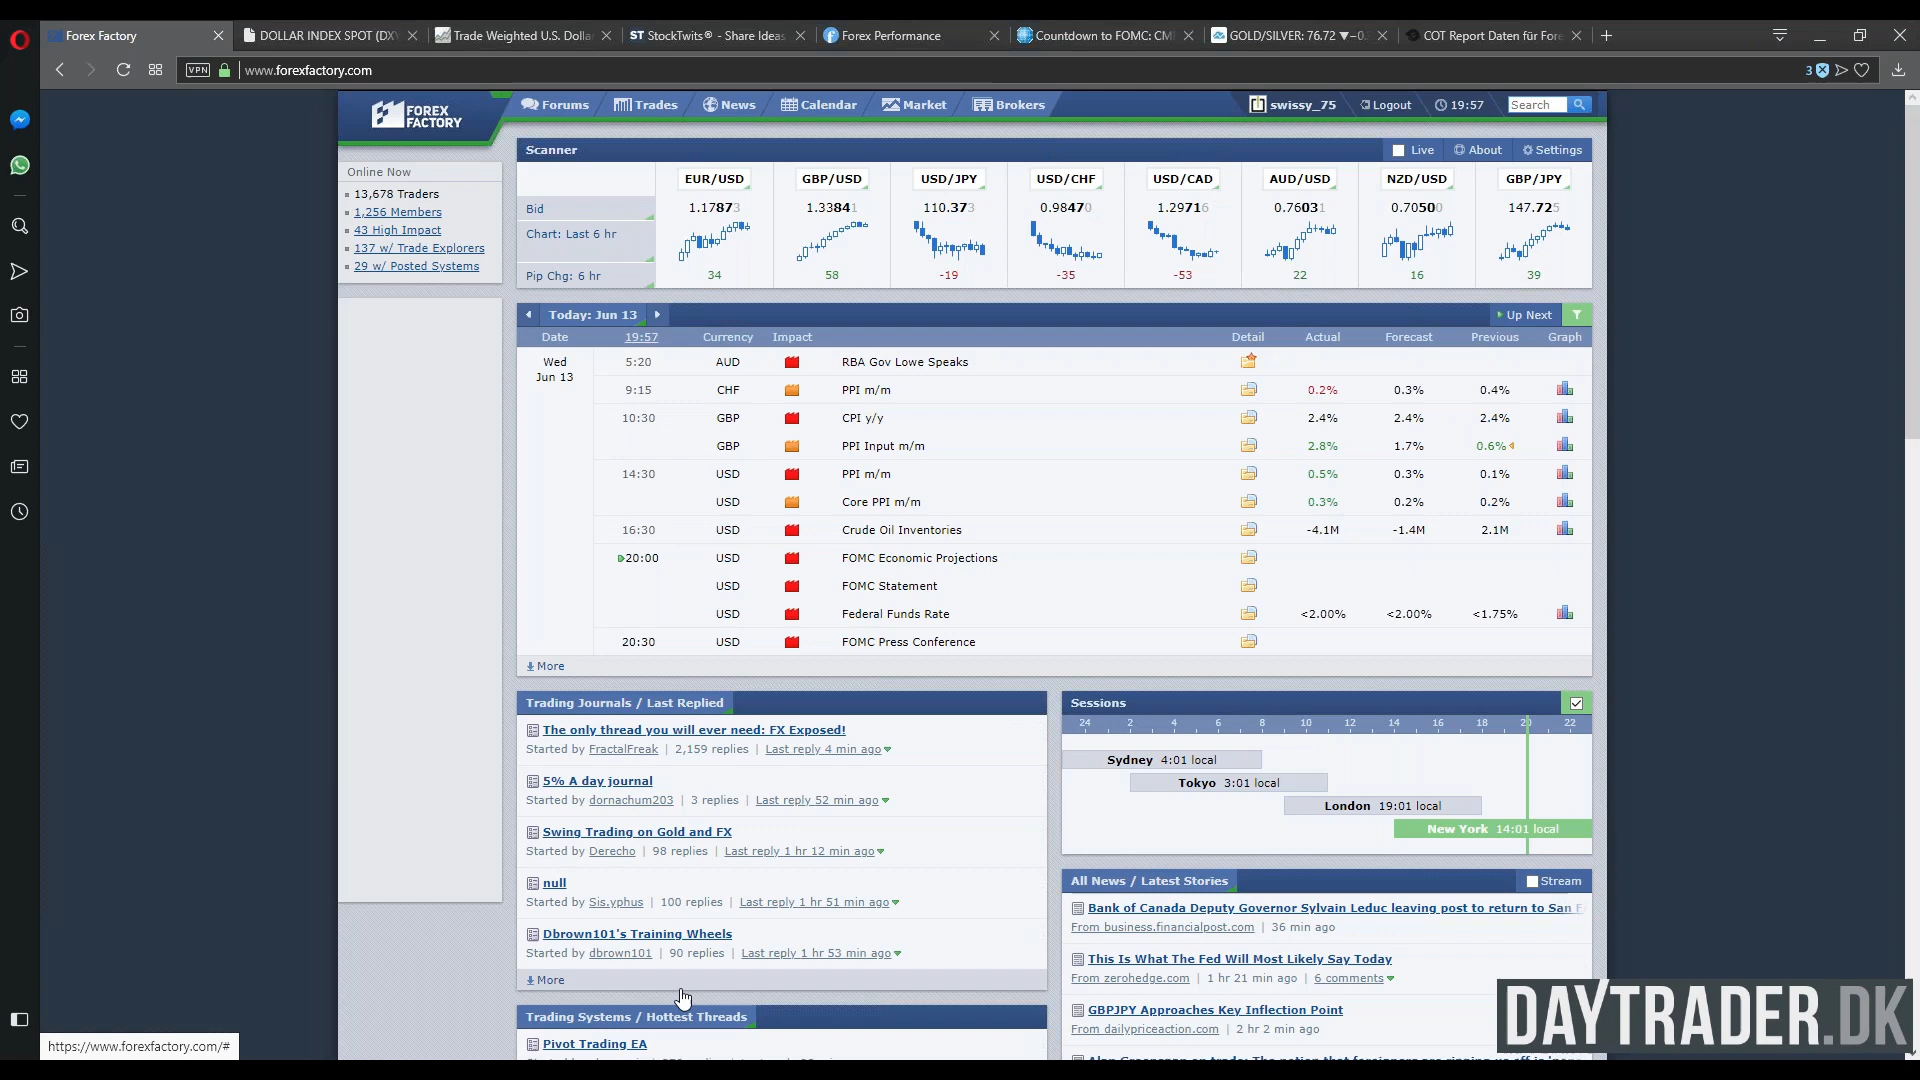 Forex Factory
DOLLAR INDEX SPOT (DXY
Trade Weighted U.S. Dolla
StockTwits® - Share Ideas
Forex Performance
Countdown to FOMC: CM
GOLD/SILVER: 76.72 ▼−0.3
COT Report Daten für Fore
VPN
www.forexfactory.com
3
FOREX
FACTORY
Forums
Trades
News
Calendar
Market
Brokers
swissy_75
Logout
19:57
Search
Online Now
13,678 Traders
1,256 Members
43 High Impact
137 w/ Trade Explorers
29 w/ Posted Systems
Scanner
Live
About
Settings
EUR/USD GBP/USD USD/JPY USD/CHF USD/CAD AUD/USD NZD/USD GBP/JPY
Bid 1.17873 1.33841 110.373 0.98470 1.29716 0.76031 0.70500 147.725
Chart: Last 6 hr
Pip Chg: 6 hr 34 58 -19 -35 -53 22 16 39
Today: Jun 13
Up Next
Date 19:57 Currency Impact Detail Actual Forecast Previous Graph
Wed
Jun 13
5:20 AUD RBA Gov Lowe Speaks
9:15 CHF PPI m/m 0.2% 0.3% 0.4%
10:30 GBP CPI y/y 2.4% 2.4% 2.4%
GBP PPI Input m/m 2.8% 1.7% 0.6%
14:30 USD PPI m/m 0.5% 0.3% 0.1%
USD Core PPI m/m 0.3% 0.2% 0.2%
16:30 USD Crude Oil Inventories -4.1M -1.4M 2.1M
20:00 USD FOMC Economic Projections
USD FOMC Statement
USD Federal Funds Rate <2.00% <2.00% <1.75%
20:30 USD FOMC Press Conference
More
Trading Journals / Last Replied
The only thread you will ever need: FX Exposed!
Started by FractalFreak | 2,159 replies | Last reply 4 min ago
5% A day journal
Started by dornachum203 | 3 replies | Last reply 52 min ago
Swing Trading on Gold and FX
Started by Derecho | 98 replies | Last reply 1 hr 12 min ago
null
Started by Sis.yphus | 100 replies | Last reply 1 hr 51 min ago
Dbrown101's Training Wheels
Started by dbrown101 | 90 replies | Last reply 1 hr 53 min ago
More
Trading Systems / Hottest Threads
Pivot Trading EA
Sessions
24 2 4 6 8 10 12 14 16 18 20 22
Sydney 4:01 local
Tokyo 3:01 local
London 19:01 local
New York 14:01 local
All News / Latest Stories
Stream
Bank of Canada Deputy Governor Sylvain Leduc leaving post to return to San F
From business.financialpost.com | 36 min ago
This Is What The Fed Will Most Likely Say Today
From zerohedge.com | 1 hr 21 min ago | 6 comments
GBPJPY Approaches Key Inflection Point
From dailypriceaction.com | 2 hr 2 min ago
https://www.forexfactory.com/#
DAYTRADER.DK